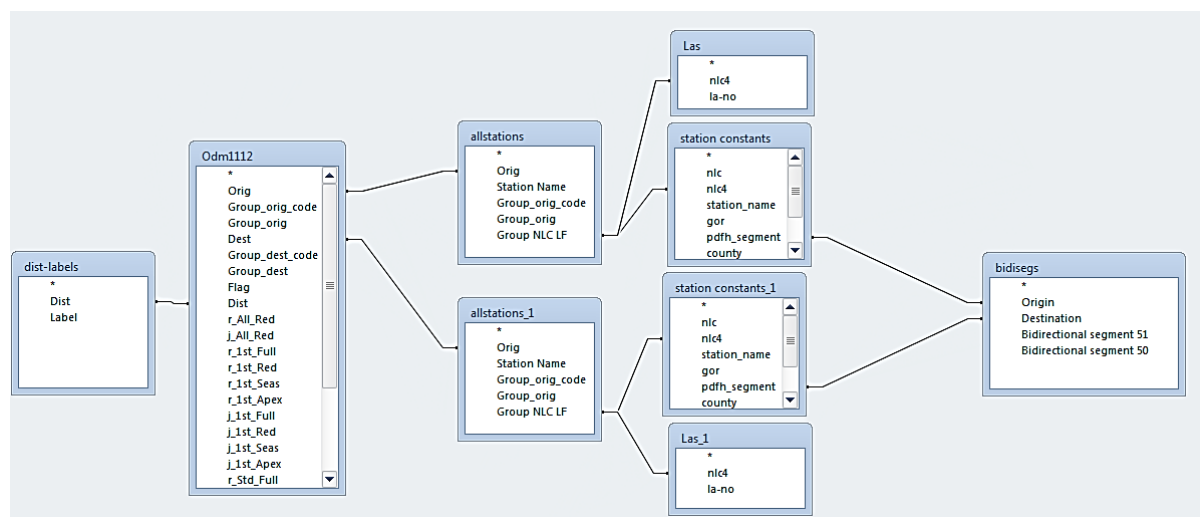 dist-labels
*
Dist
Label
Odm1112
*
Orig
Group_orig_code
Group_orig
Dest
Group_dest_code
Group_dest
Flag
Dist
r_All_Red
j_All_Red
r_1st_Full
r_1st_Red
r_1st_Seas
r_1st_Apex
j_1st_Full
j_1st_Red
j_1st_Seas
j_1st_Apex
r_Std_Full
allstations
*
Orig
Station Name
Group_orig_code
Group_orig
Group NLC LF
allstations_1
*
Orig
Station Name
Group_orig_code
Group_orig
Group NLC LF
Las
*
nlc4
la-no
station constants
*
nlc
nlc4
station_name
gor
pdfh_segment
county
station constants_1
*
nlc
nlc4
station_name
gor
pdfh_segment
county
Las_1
*
nlc4
la-no
bidisegs
*
Origin
Destination
Bidirectional segment 51
Bidirectional segment 50